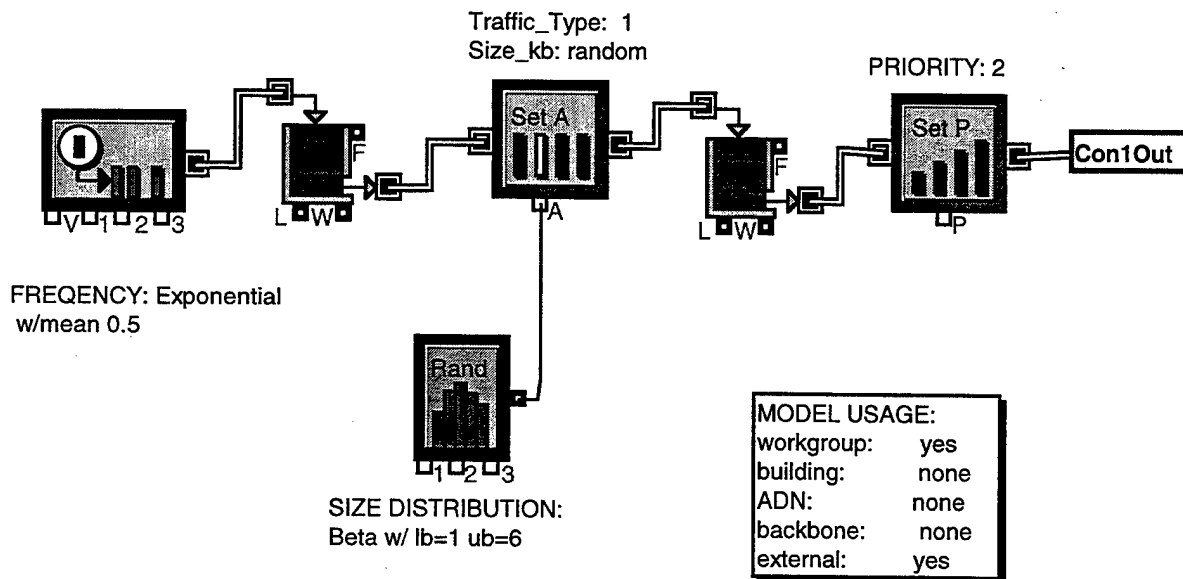 Traffic_Type: 1
Size_kb: random
PRIORITY: 2
Set A
Set P
F
F
Con1Out
V 1 2 3
L W
A
L W
P
FREQENCY: Exponential
w/mean 0.5
Rand
1 2 3
SIZE DISTRIBUTION:
Beta w/ lb=1 ub=6
MODEL USAGE:
workgroup: yes
building: none
ADN: none
backbone: none
external: yes